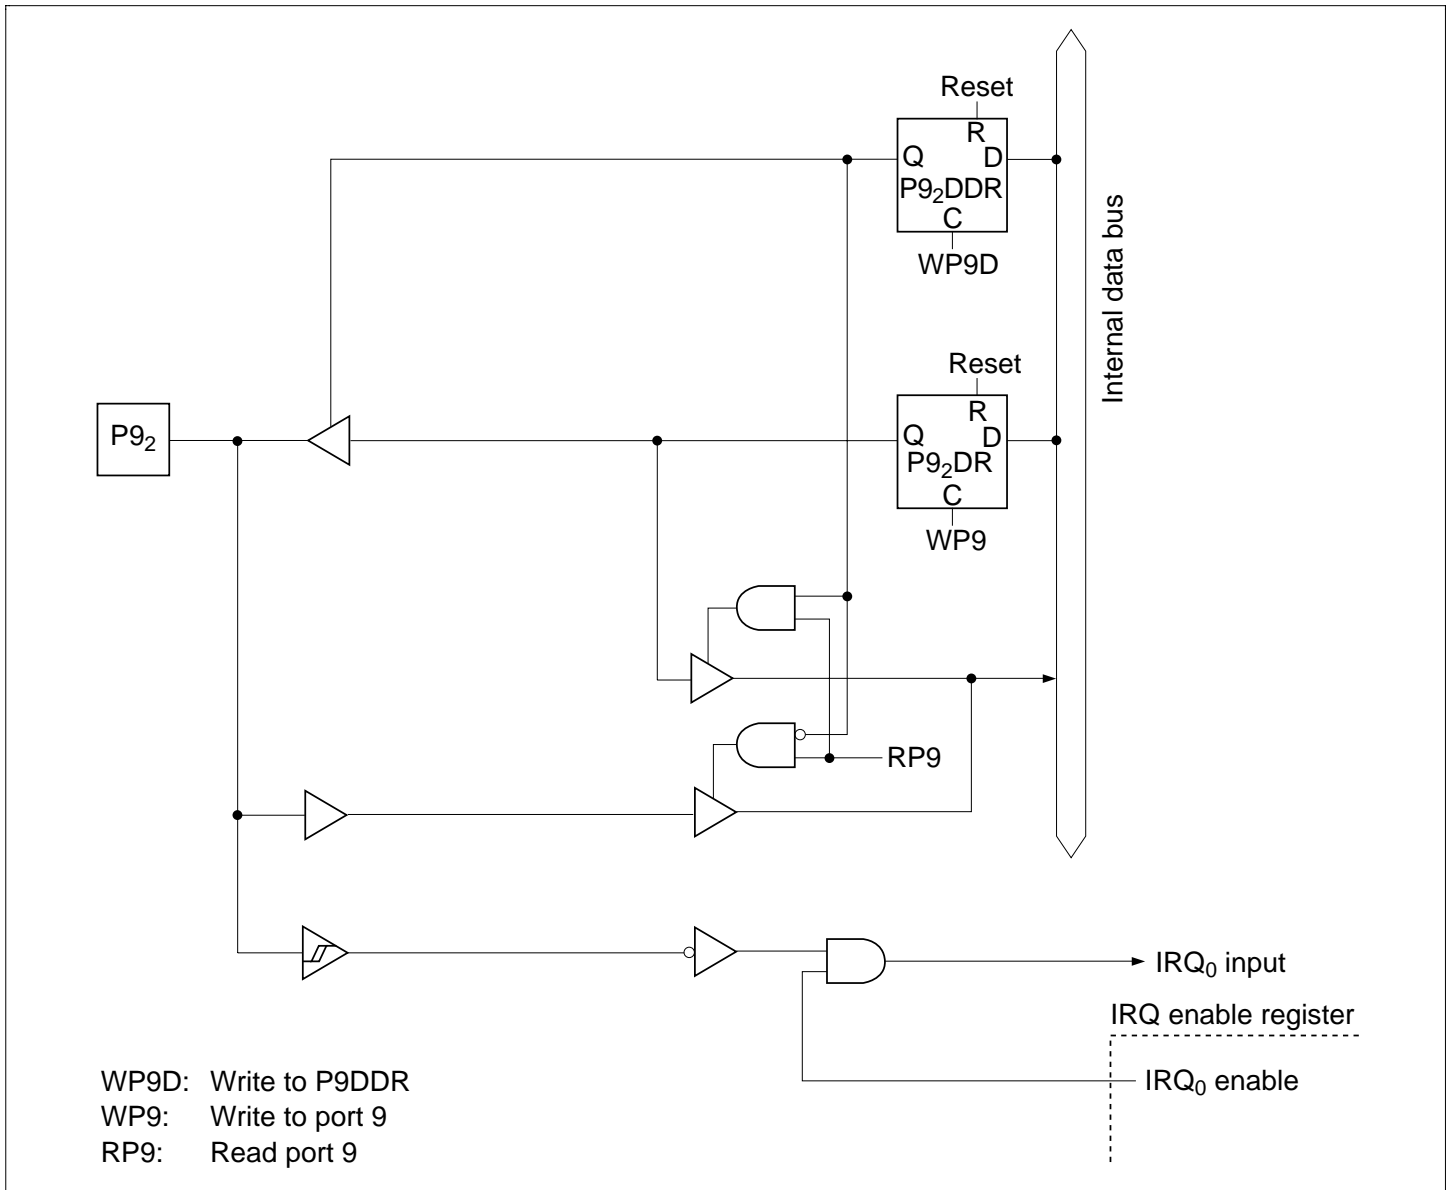 Reset
R
Q D
P9₂DDR
C
WP9D
Internal data bus
Reset
R
P9₂
Q D
P9₂DR
C
WP9
RP9
IRQ₀ input
IRQ enable register
IRQ₀ enable
WP9D: Write to P9DDR
WP9: Write to port 9
RP9: Read port 9